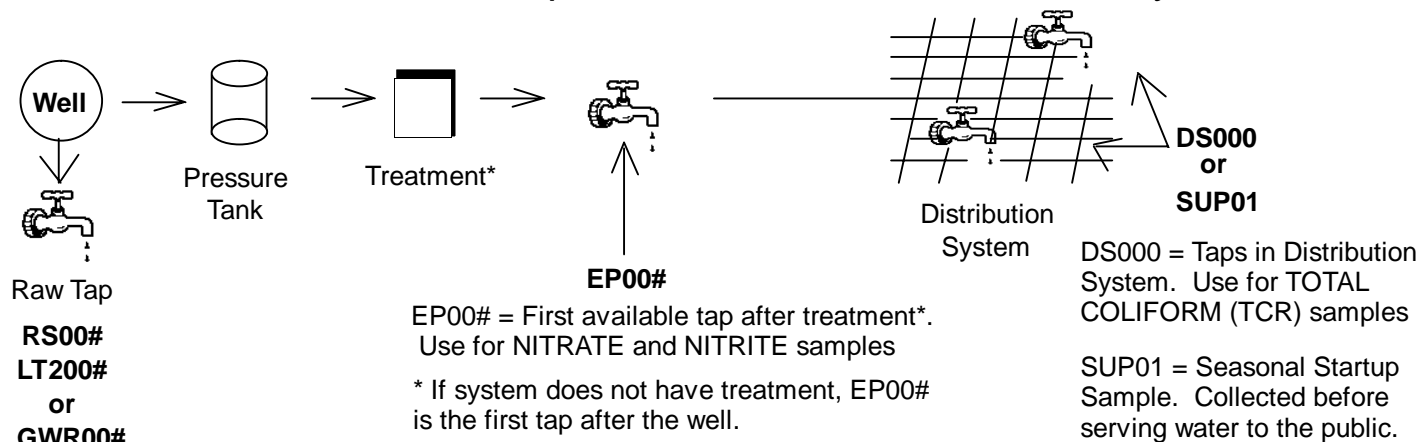 Well
Pressure
Tank
Treatment*
Raw Tap
RS00#
LT200#
or
GWR00#
EP00#
EP00# = First available tap after treatment*.
Use for NITRATE and NITRITE samples
* If system does not have treatment, EP00#
is the first tap after the well.
Distribution
System
DS000
or
SUP01
DS000 = Taps in Distribution
System. Use for TOTAL
COLIFORM (TCR) samples
SUP01 = Seasonal Startup
Sample. Collected before
serving water to the public.